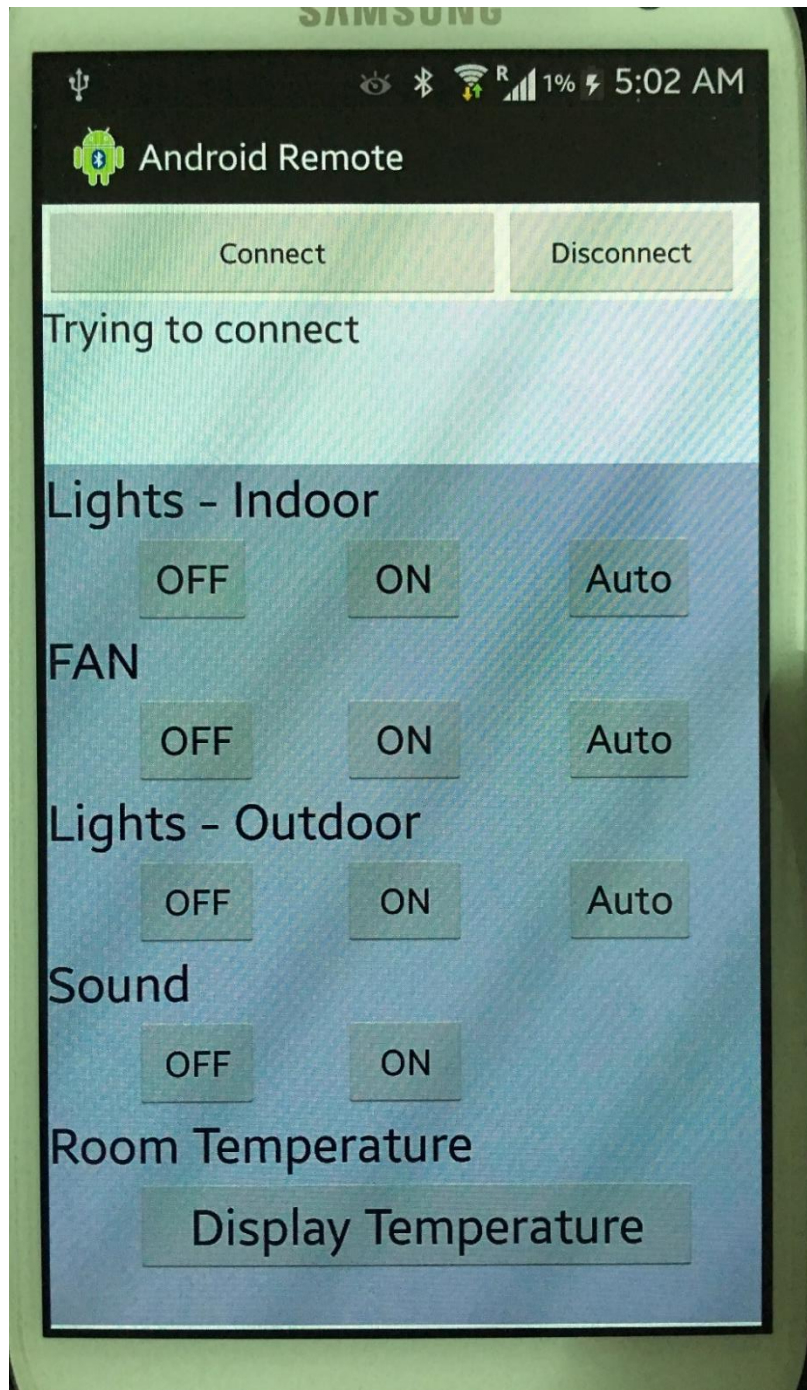 SAMSUNG
R 1% 5:02 AM
Android Remote
Connect Disconnect
Trying to connect
Lights - Indoor
OFF ON Auto
FAN
OFF ON Auto
Lights - Outdoor
OFF ON Auto
Sound
OFF ON
Room Temperature
Display Temperature